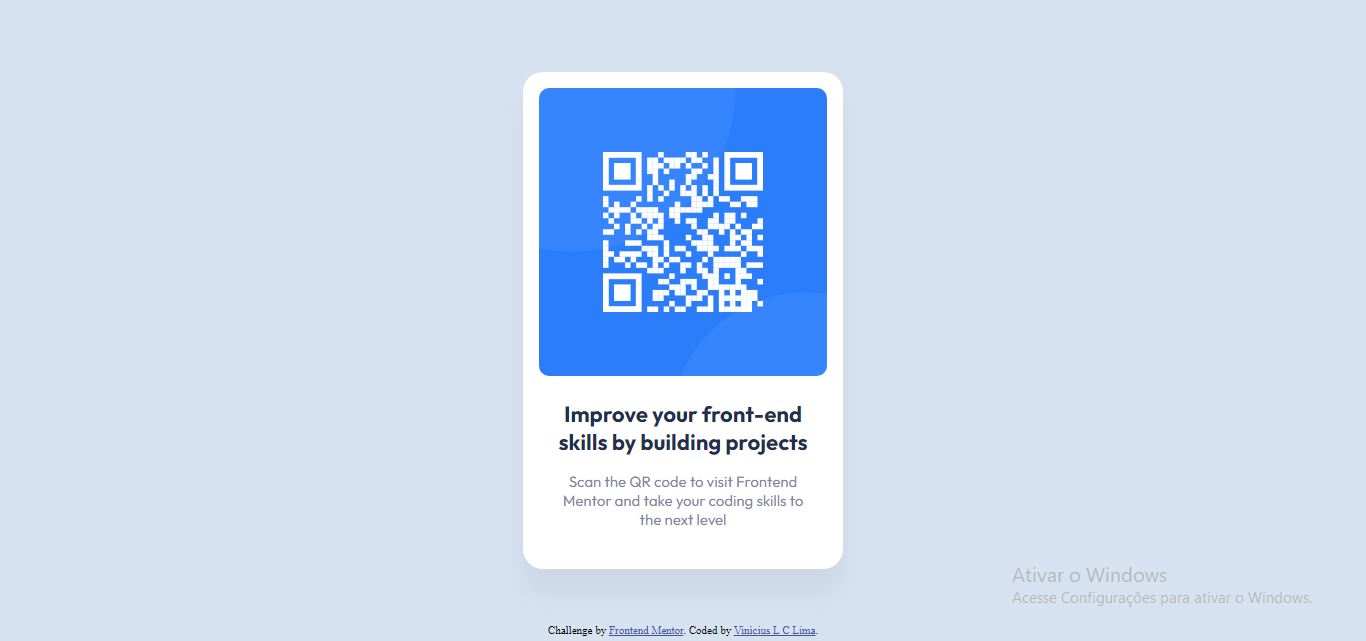 Improve your front-end
skills by building projects
Scan the QR code to visit Frontend
Mentor and take your coding skills to
the next level
Ativar o Windows
Acesse Configurações para ativar o Windows.
Challenge by Frontend Mentor. Coded by Vinicius L C Lima.